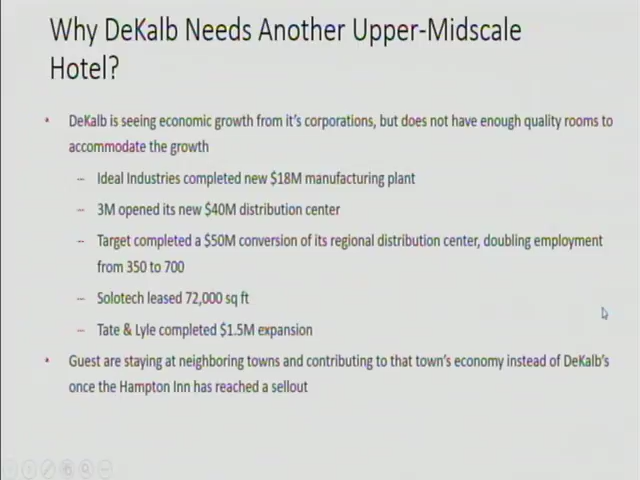 Why DeKalb Needs Another Upper-Midscale
Hotel?
• DeKalb is seeing economic growth from it's corporations, but does not have enough quality rooms to
accommodate the growth
– Ideal Industries completed new $18M manufacturing plant
– 3M opened its new $40M distribution center
– Target completed a $50M conversion of its regional distribution center, doubling employment
from 350 to 700
– Solotech leased 72,000 sq ft
– Tate & Lyle completed $1.5M expansion
• Guest are staying at neighboring towns and contributing to that town's economy instead of DeKalb's
once the Hampton Inn has reached a sellout